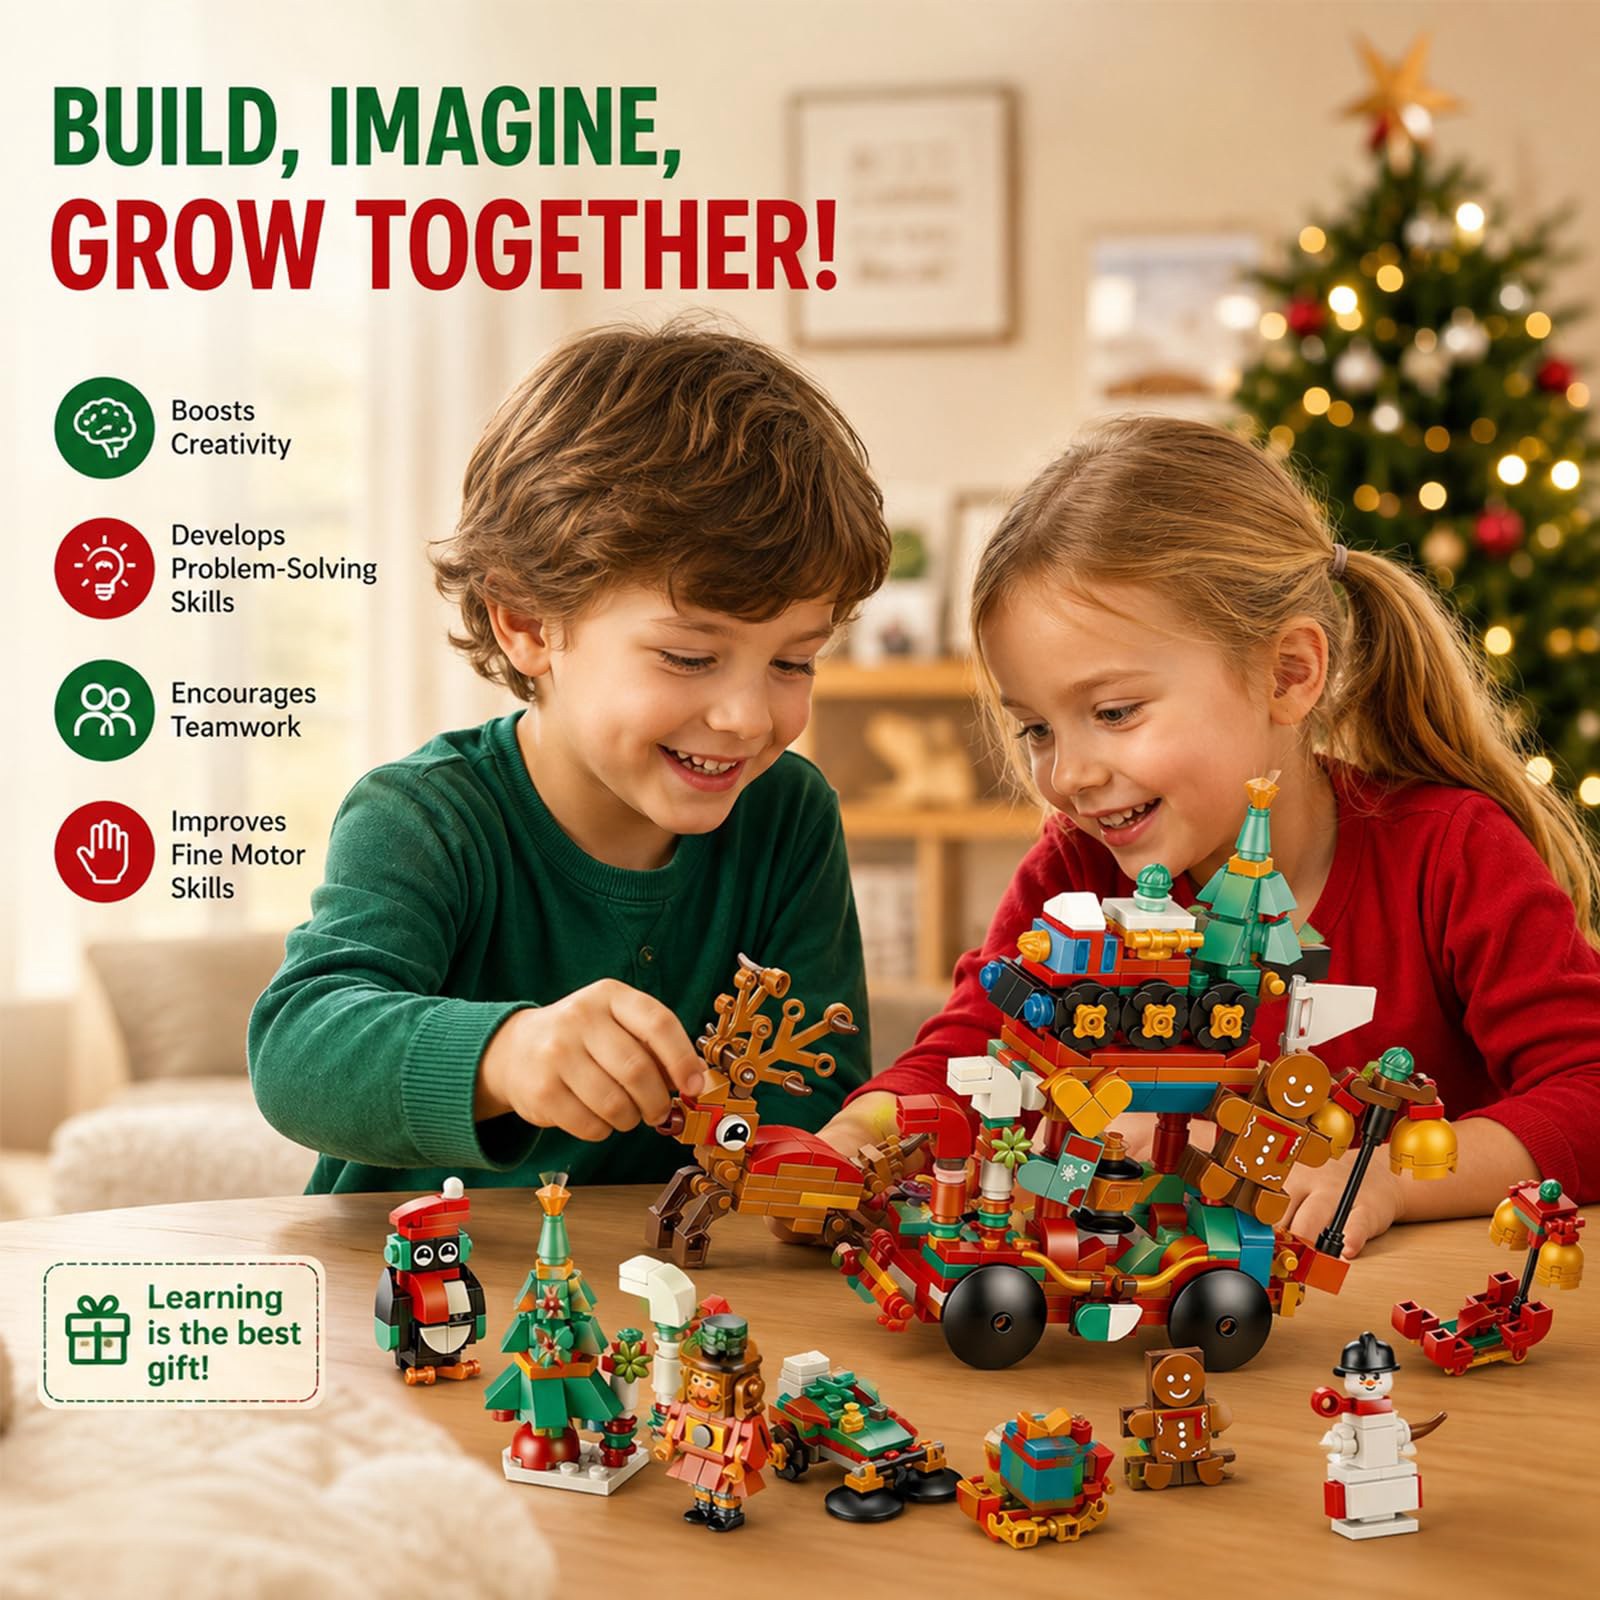 BUILD, IMAGINE,
GROW TOGETHER!
Boosts
Creativity
Develops
Problem-Solving
Skills
Encourages
Teamwork
Improves
Fine Motor
Skills
Learning
is the best
gift!